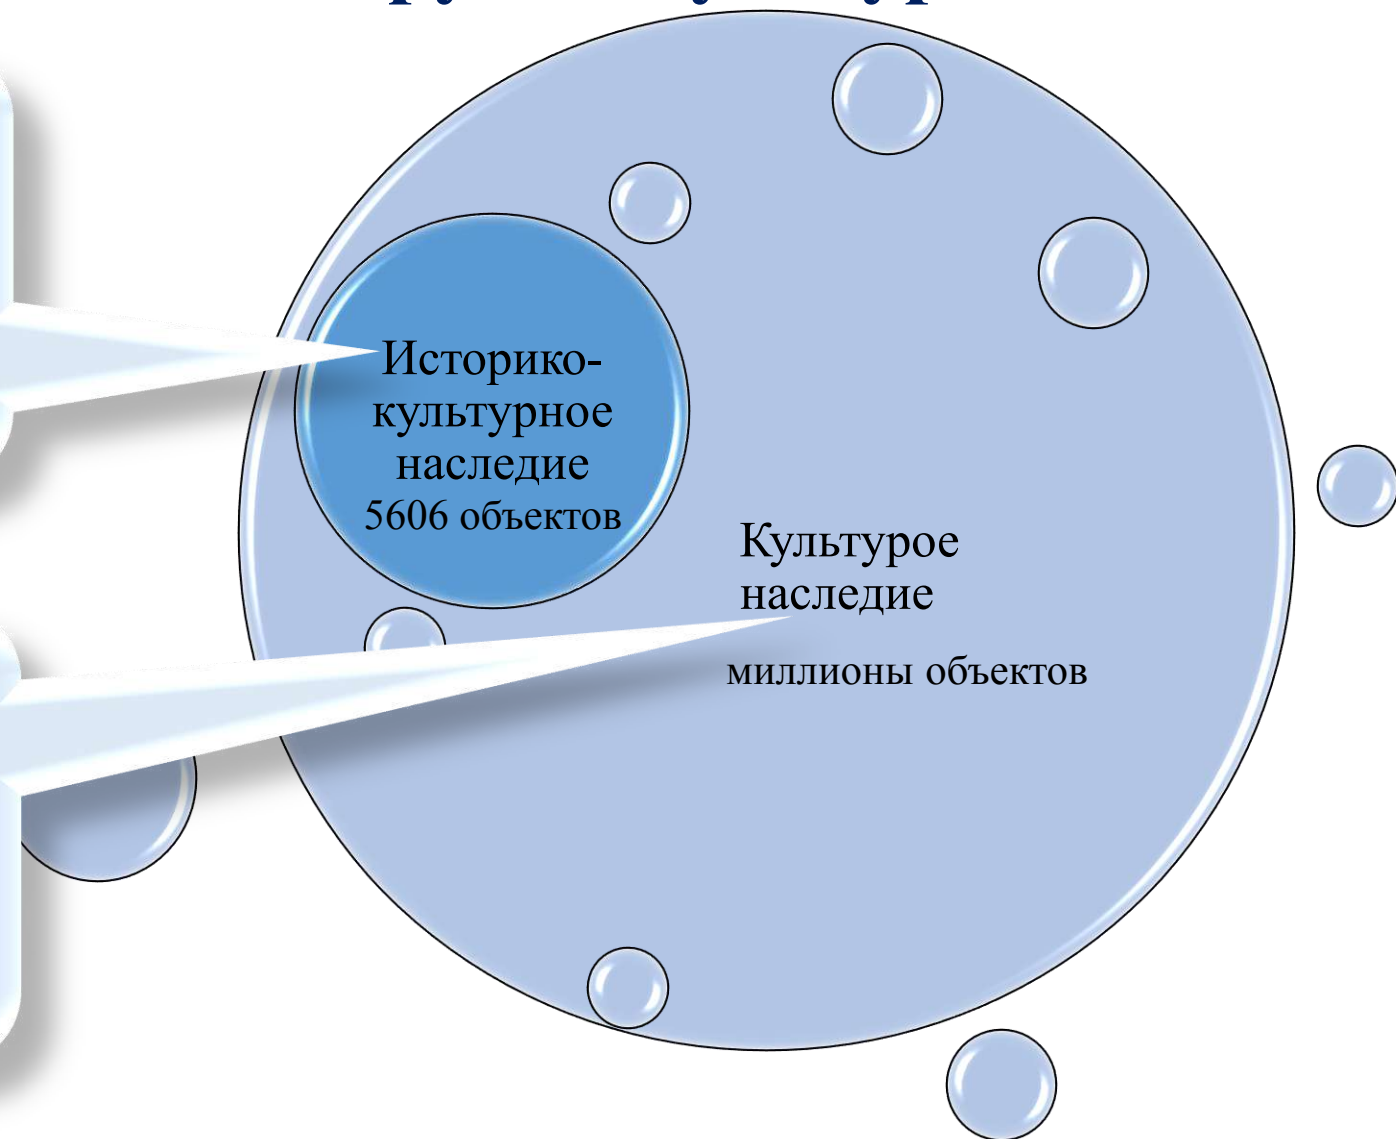 Историко-
культурное
наследие
5606 объектов
Культурое
наследие
миллионы объектов